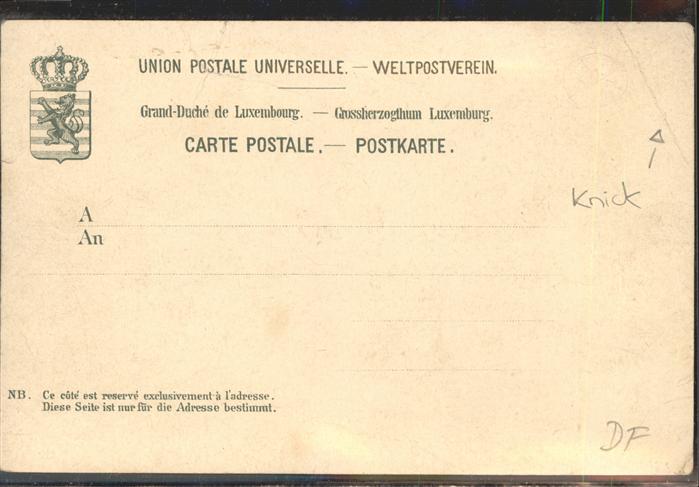 UNION POSTALE UNIVERSELLE. — WELTPOSTVEREIN.
Grand-Duché de Luxembourg. — Grossherzogthum Luxemburg.
CARTE POSTALE. — POSTKARTE.
Knick
A
An
NB. Ce côté est reservé exclusivement à l'adresse.
Diese Seite ist nur für die Adresse bestimmt.
DF